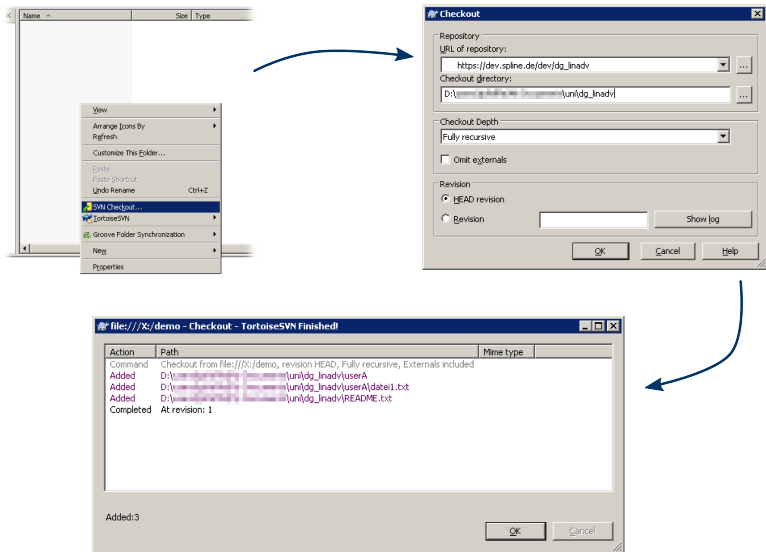 Name Size Type
View
Arrange Icons By
Refresh
Customize This Folder...
Paste
Paste Shortcut
Undo Rename Ctrl+Z
SVN Checkout...
TortoiseSVN
Groove Folder Synchronization
New
Properties
Checkout
Repository
URL of repository:
https://dev.spline.de/dev/dg_linadv
...
Checkout directory:
D:\ \uni\dg_linadv
...
Checkout Depth
Fully recursive
Omit externals
Revision
HEAD revision
Revision
Show log
OK Cancel Help
file:///X:/demo - Checkout - TortoiseSVN Finished!
Action Path Mime type
Command Checkout from file:///X:/demo, revision HEAD, Fully recursive, Externals included
Added D:\ \uni\dg_linadv\userA
Added D:\ \uni\dg_linadv\userA\datei1.txt
Added D:\ \uni\dg_linadv\README.txt
Completed At revision: 1
Added:3
OK Cancel